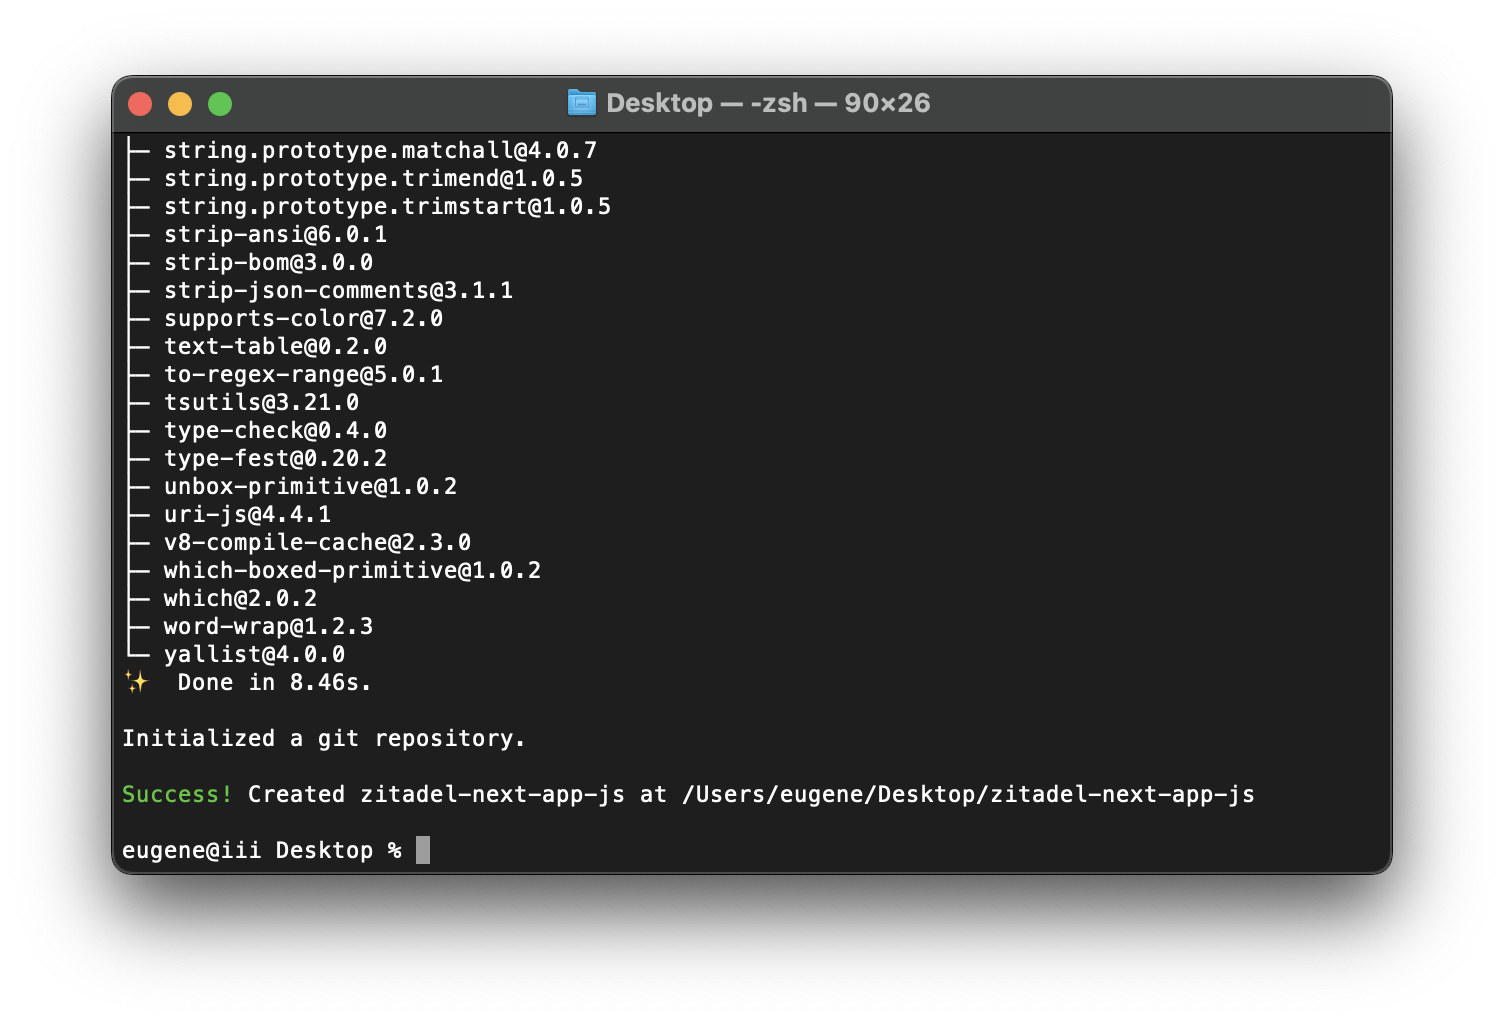 Desktop — -zsh — 90×26
├─ string.prototype.matchall@4.0.7
├─ string.prototype.trimend@1.0.5
├─ string.prototype.trimstart@1.0.5
├─ strip-ansi@6.0.1
├─ strip-bom@3.0.0
├─ strip-json-comments@3.1.1
├─ supports-color@7.2.0
├─ text-table@0.2.0
├─ to-regex-range@5.0.1
├─ tsutils@3.21.0
├─ type-check@0.4.0
├─ type-fest@0.20.2
├─ unbox-primitive@1.0.2
├─ uri-js@4.4.1
├─ v8-compile-cache@2.3.0
├─ which-boxed-primitive@1.0.2
├─ which@2.0.2
├─ word-wrap@1.2.3
└─ yallist@4.0.0
✨  Done in 8.46s.
Initialized a git repository.
Success! Created zitadel-next-app-js at /Users/eugene/Desktop/zitadel-next-app-js
eugene@iii Desktop %